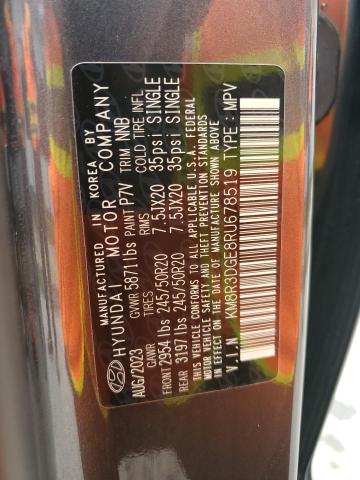 MANUFACTURED IN KOREA BY
HYUNDAI MOTOR COMPANY
AUG/2023 GVWR 5871lbs PAINT P7V TRIM NNB
GAWR TIRES RIMS COLD TIRE INFL
FRONT 2954 lbs 245/50R20 7.5JX20 35psi SINGLE
REAR 3197 lbs 245/50R20 7.5JX20 35psi SINGLE
THIS VEHICLE CONFORMS TO ALL APPLICABLE U.S.A. FEDERAL
MOTOR VEHICLE SAFETY AND THEFT PREVENTION STANDARDS
IN EFFECT ON THE DATE OF MANUFACTURE SHOWN ABOVE
V.I.N : KM8R3DGE8RU678519 TYPE : MPV